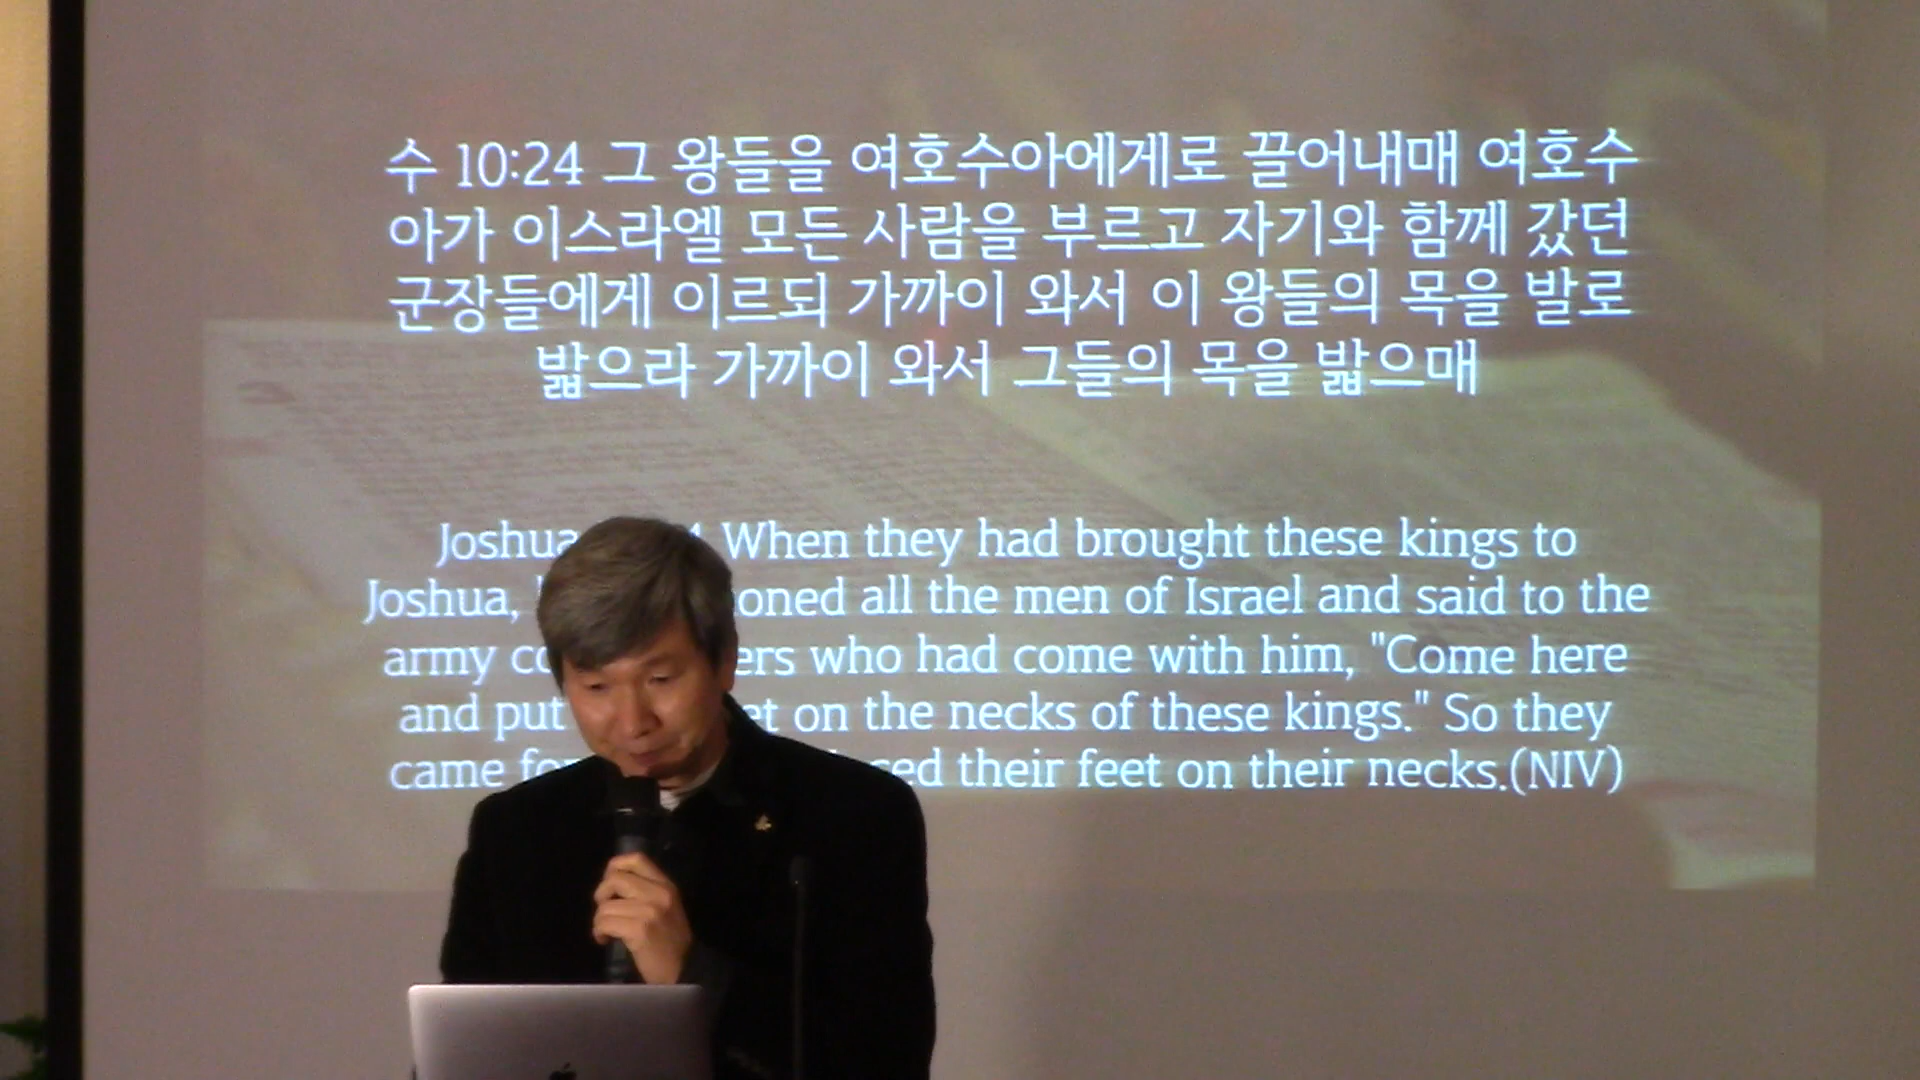 수 10:24 그 왕들을 여호수아에게로 끌어내매 여호수
아가 이스라엘 모든 사람을 부르고 자기와 함께 갔던
군장들에게 이르되 가까이 와서 이 왕들의 목을 발로
밟으라 가까이 와서 그들의 목을 밟으매
Joshua When they had brought these kings to
Joshua, all the men of Israel and said to the
army who had come with him, "Come here
and put on the necks of these kings." So they
came their feet on their necks.(NIV)